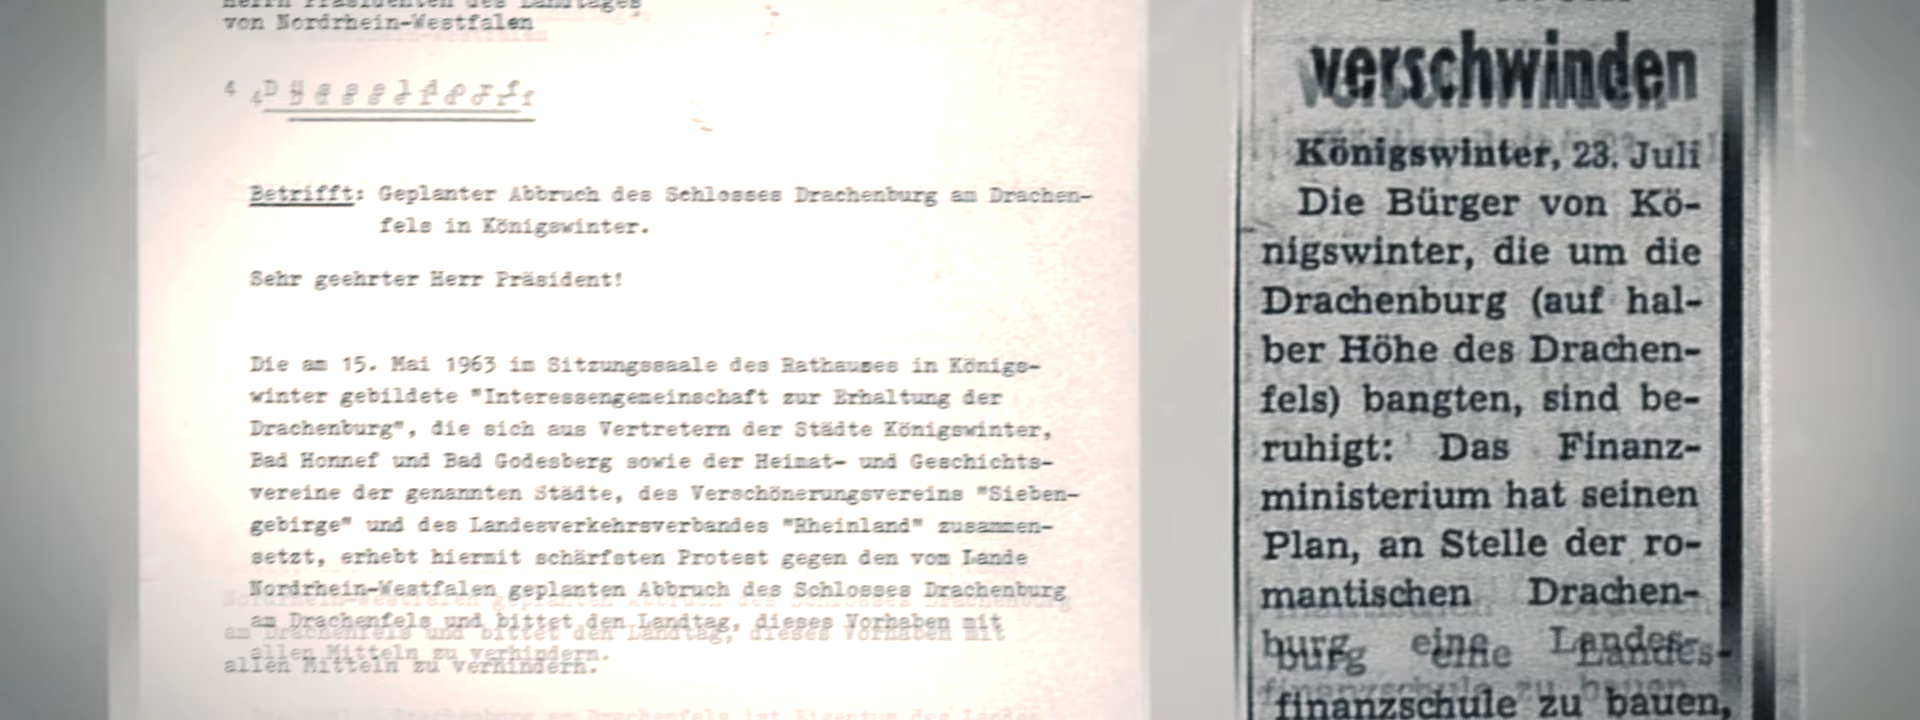 Herrn Präsidenten des Landtages
von Nordrhein-Westfalen
4 Düsseldorf
Betrifft: Geplanter Abbruch des Schlosses Drachenburg am Drachen-
fels in Königswinter.
Sehr geehrter Herr Präsident!
Die am 15. Mai 1963 im Sitzungssaale des Rathauses in Königs-
winter gebildete "Interessengemeinschaft zur Erhaltung der
Drachenburg", die sich aus Vertretern der Städte Königswinter,
Bad Honnef und Bad Godesberg sowie der Heimat- und Geschichts-
vereine der genannten Städte, des Verschönerungsvereins "Sieben-
gebirge" und des Landesverkehrsverbandes "Rheinland" zusammen-
setzt, erhebt hiermit schärfsten Protest gegen den vom Lande
Nordrhein-Westfalen geplanten Abbruch des Schlosses Drachenburg
am Drachenfels und bittet den Landtag, dieses Vorhaben mit
allen Mitteln zu verhindern.
verschwinden
Königswinter, 23. Juli
Die Bürger von Kö-
nigswinter, die um die
Drachenburg (auf hal-
ber Höhe des Drachen-
fels) bangten, sind be-
ruhigt: Das Finanz-
ministerium hat seinen
Plan, an Stelle der ro-
mantischen Drachen-
burg eine Landes-
finanzschule zu bauen,